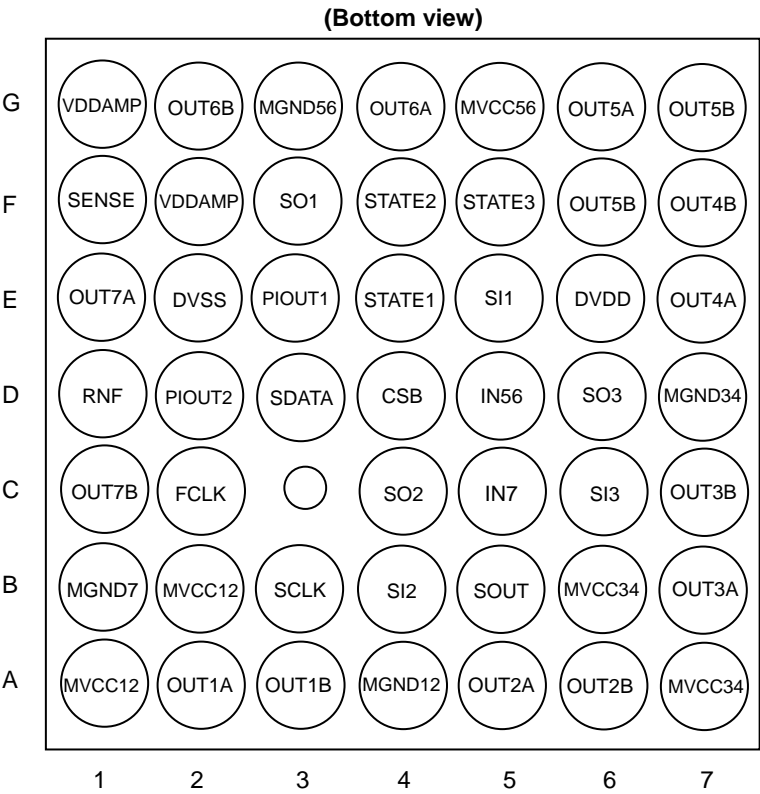 (Bottom view)
G VDDAMP OUT6B MGND56 OUT6A MVCC56 OUT5A OUT5B
F SENSE VDDAMP SO1 STATE2 STATE3 OUT5B OUT4B
E OUT7A DVSS PIOUT1 STATE1 SI1 DVDD OUT4A
D RNF PIOUT2 SDATA CSB IN56 SO3 MGND34
C OUT7B FCLK SO2 IN7 SI3 OUT3B
B MGND7 MVCC12 SCLK SI2 SOUT MVCC34 OUT3A
A MVCC12 OUT1A OUT1B MGND12 OUT2A OUT2B MVCC34
1 2 3 4 5 6 7